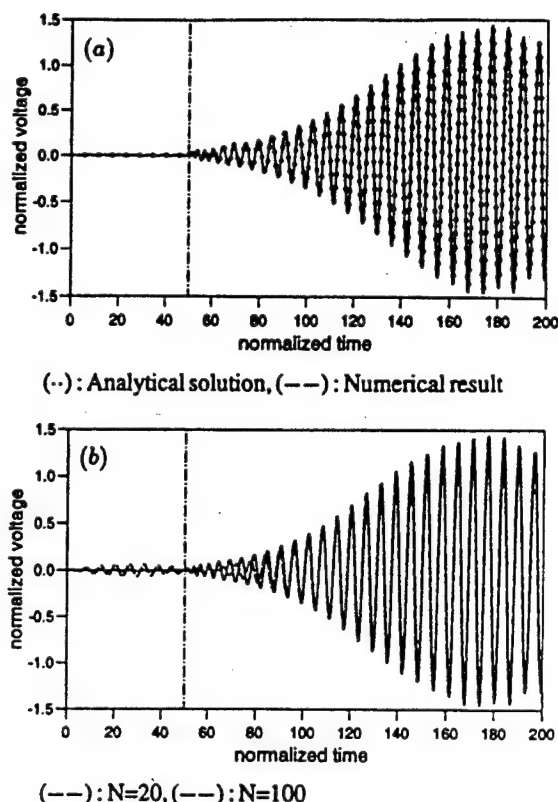 (a)
normalized voltage
1.5
1.0
0.5
0.0
-0.5
-1.0
-1.5
0 20 40 60 80 100 120 140 160 180 200
normalized time
(··) : Analytical solution, (−−) : Numerical result
(b)
normalized voltage
1.5
1.0
0.5
0.0
-0.5
-1.0
-1.5
0 20 40 60 80 100 120 140 160 180 200
normalized time
(−−) : N=20, (−−) : N=100